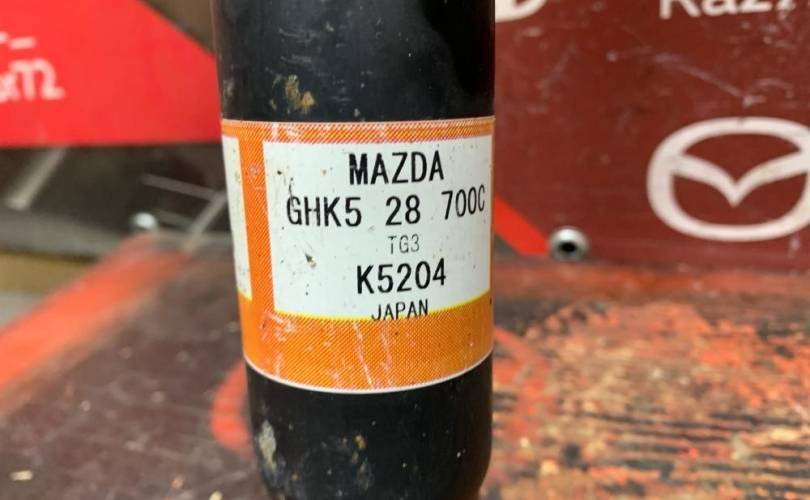 MAZDA
GHK5 28 700C
TG3
K5204
JAPAN